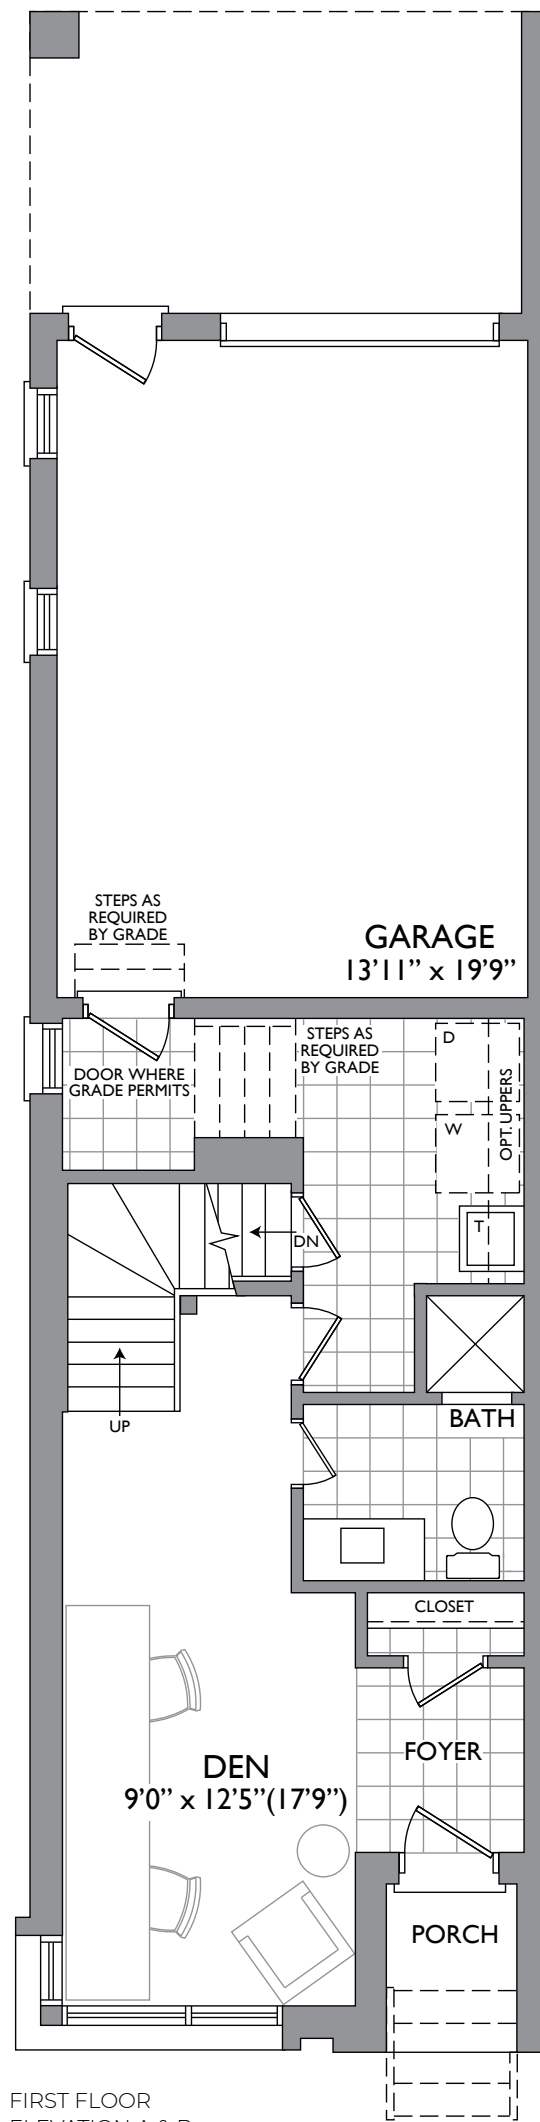 STEPS AS
REQUIRED
BY GRADE
GARAGE
13'11” x 19'9”
STEPS AS
REQUIRED
BY GRADE
D
DOOR WHERE
GRADE PERMITS
OPT. UPPERS
W
T
DN
UP
BATH
CLOSET
FOYER
DEN
9'0” x 12'5”(17'9”)
PORCH
FIRST FLOOR
ELEVATION A & B